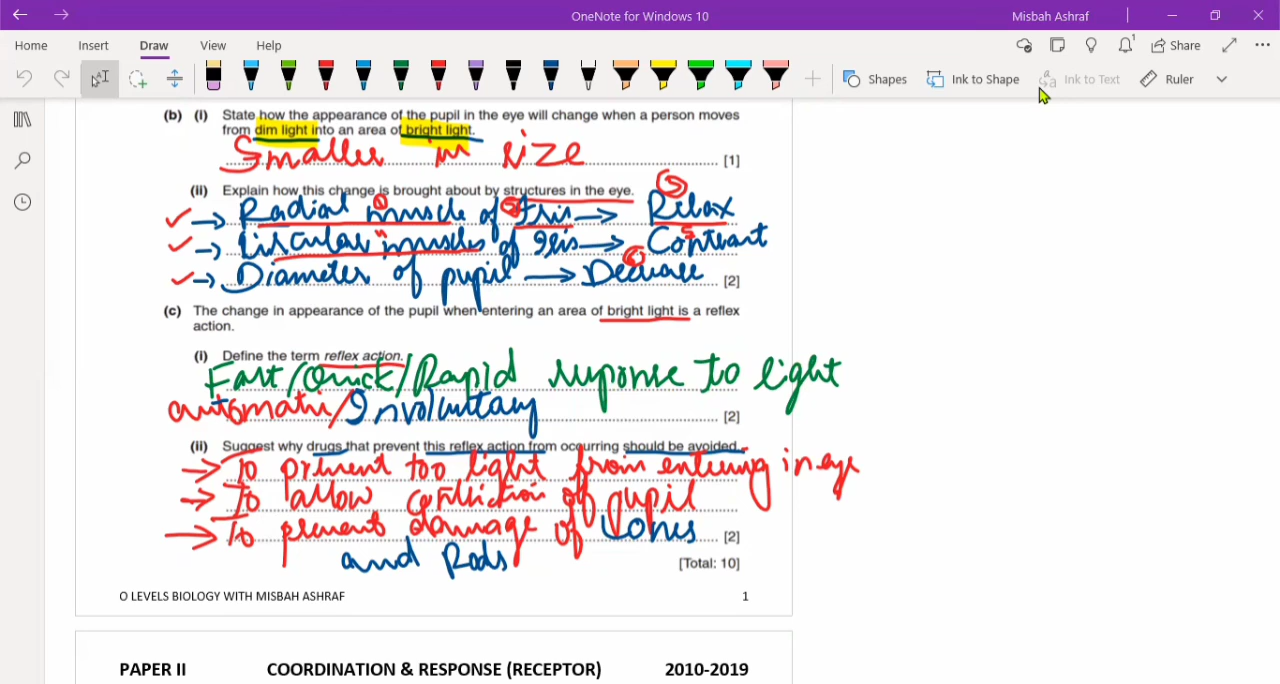 OneNote for Windows 10
Misbah Ashraf
Home Insert Draw View Help
Share
Shapes Ink to Shape Ink to Text Ruler
(b) (i) State how the appearance of the pupil in the eye will change when a person moves
from dim light into an area of bright light.
Smaller in size
[1]
(ii) Explain how this change is brought about by structures in the eye.
→ Radial muscle of Iris → Relax
→ Circular muscles of Iris → Contract
→ Diameter of pupil → Decrease
[2]
(c) The change in appearance of the pupil when entering an area of bright light is a reflex
action.
(i) Define the term reflex action.
Fast/Quick/Rapid response to light
automatic/Involuntary
[2]
(ii) Suggest why drugs that prevent this reflex action from occurring should be avoided.
→ To prevent too light from entering in eye
→ To allow of pupil
→ To prevent damage of Cones
[2]
and Rods
[Total: 10]
O LEVELS BIOLOGY WITH MISBAH ASHRAF 1
PAPER II COORDINATION & RESPONSE (RECEPTOR) 2010-2019